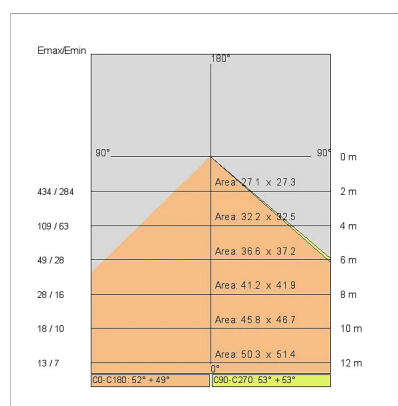 Emax/Emin
180°
90°
90°
0 m
Area: 27.1 x 27.3
434 / 284
2 m
Area: 32.2 x 32.5
109 / 63
4 m
Area: 36.6 x 37.2
49 / 28
6 m
Area: 41.2 x 41.9
28 / 16
8 m
Area: 45.8 x 46.7
18 / 10
10 m
Area: 50.3 x 51.4
13 / 7
12 m
0°
C0-C180: 52° + 49°
C90-C270: 53° + 53°